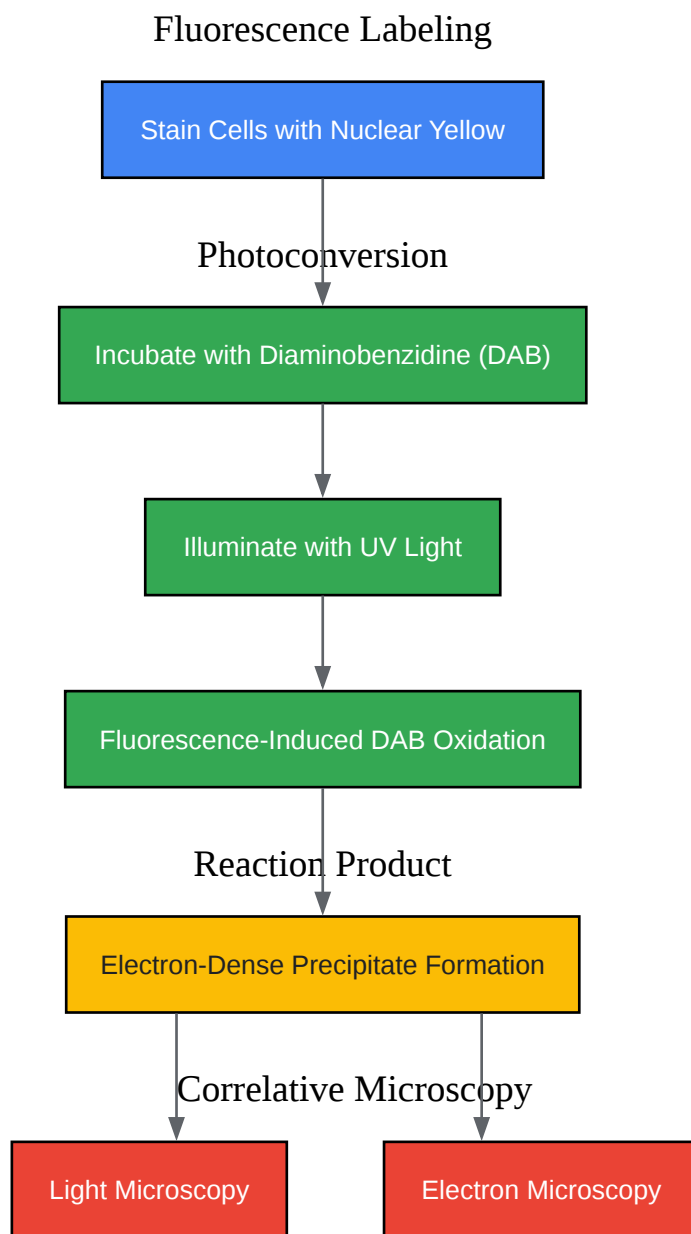 Fluorescence Labeling
Stain Cells with Nuclear Yellow
Photoconversion
Incubate with Diaminobenzidine (DAB)
Illuminate with UV Light
Fluorescence-Induced DAB Oxidation
Reaction Product
Electron-Dense Precipitate Formation
Correlative Microscopy
Light Microscopy
Electron Microscopy